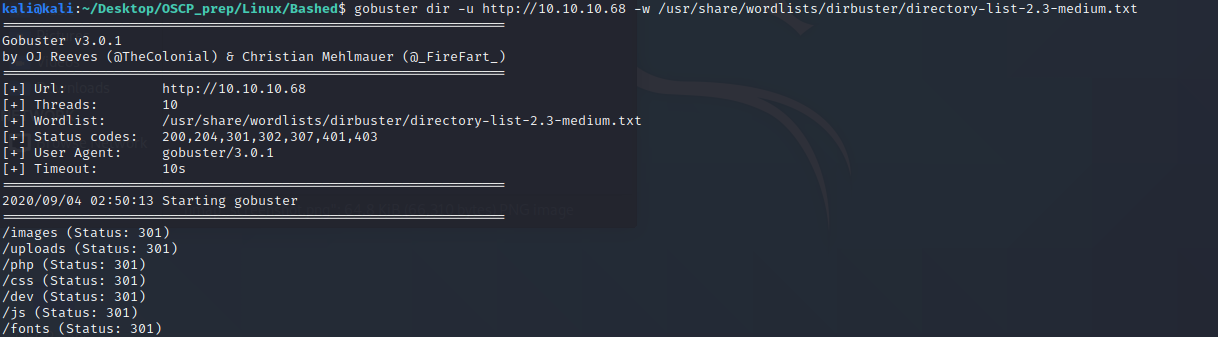 kali@kali:~/Desktop/OSCP_prep/Linux/Bashed$ gobuster dir -u http://10.10.10.68 -w /usr/share/wordlists/dirbuster/directory-list-2.3-medium.txt
===============================================================
Gobuster v3.0.1
by OJ Reeves (@TheColonial) & Christian Mehlmauer (@_FireFart_)
===============================================================
[+] Url:            http://10.10.10.68
[+] Threads:        10
[+] Wordlist:       /usr/share/wordlists/dirbuster/directory-list-2.3-medium.txt
[+] Status codes:   200,204,301,302,307,401,403
[+] User Agent:     gobuster/3.0.1
[+] Timeout:        10s
===============================================================
2020/09/04 02:50:13 Starting gobuster
===============================================================
/images (Status: 301)
/uploads (Status: 301)
/php (Status: 301)
/css (Status: 301)
/dev (Status: 301)
/js (Status: 301)
/fonts (Status: 301)